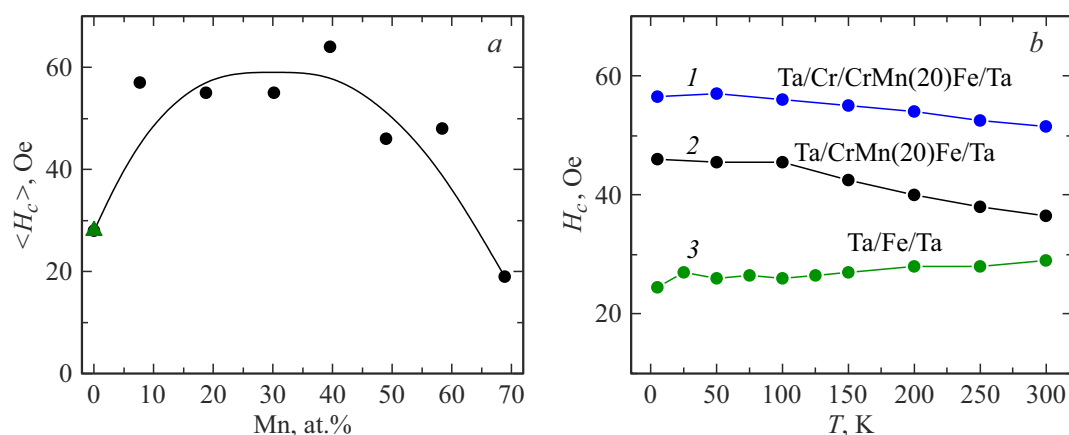 a
60
40
20
0
<H_c>, Oe
0 10 20 30 40 50 60 70
Mn, at.%
b
60
40
20
H_c, Oe
1 Ta/Cr/CrMn(20)Fe/Ta
2 Ta/CrMn(20)Fe/Ta
3 Ta/Fe/Ta
0 50 100 150 200 250 300
T, K